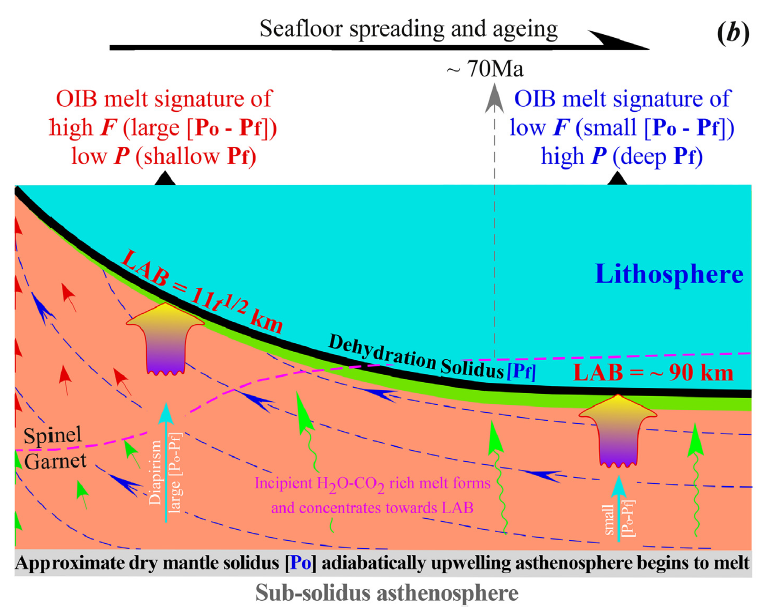 Seafloor spreading and ageing
(b)
~ 70Ma
OIB melt signature of
high F (large [Po - Pf])
low P (shallow Pf)
OIB melt signature of
low F (small [Po - Pf])
high P (deep Pf)
Lithosphere
LAB = 11t^1/2 km
Dehydration Solidus [Pf]
LAB = ~ 90 km
Spinel
Garnet
Diapirism
large [Po-Pf]
Incipient H₂O-CO₂ rich melt forms
and concentrates towards LAB
small
[Po-Pf]
Approximate dry mantle solidus [Po] adiabatically upwelling asthenosphere begins to melt
Sub-solidus asthenosphere